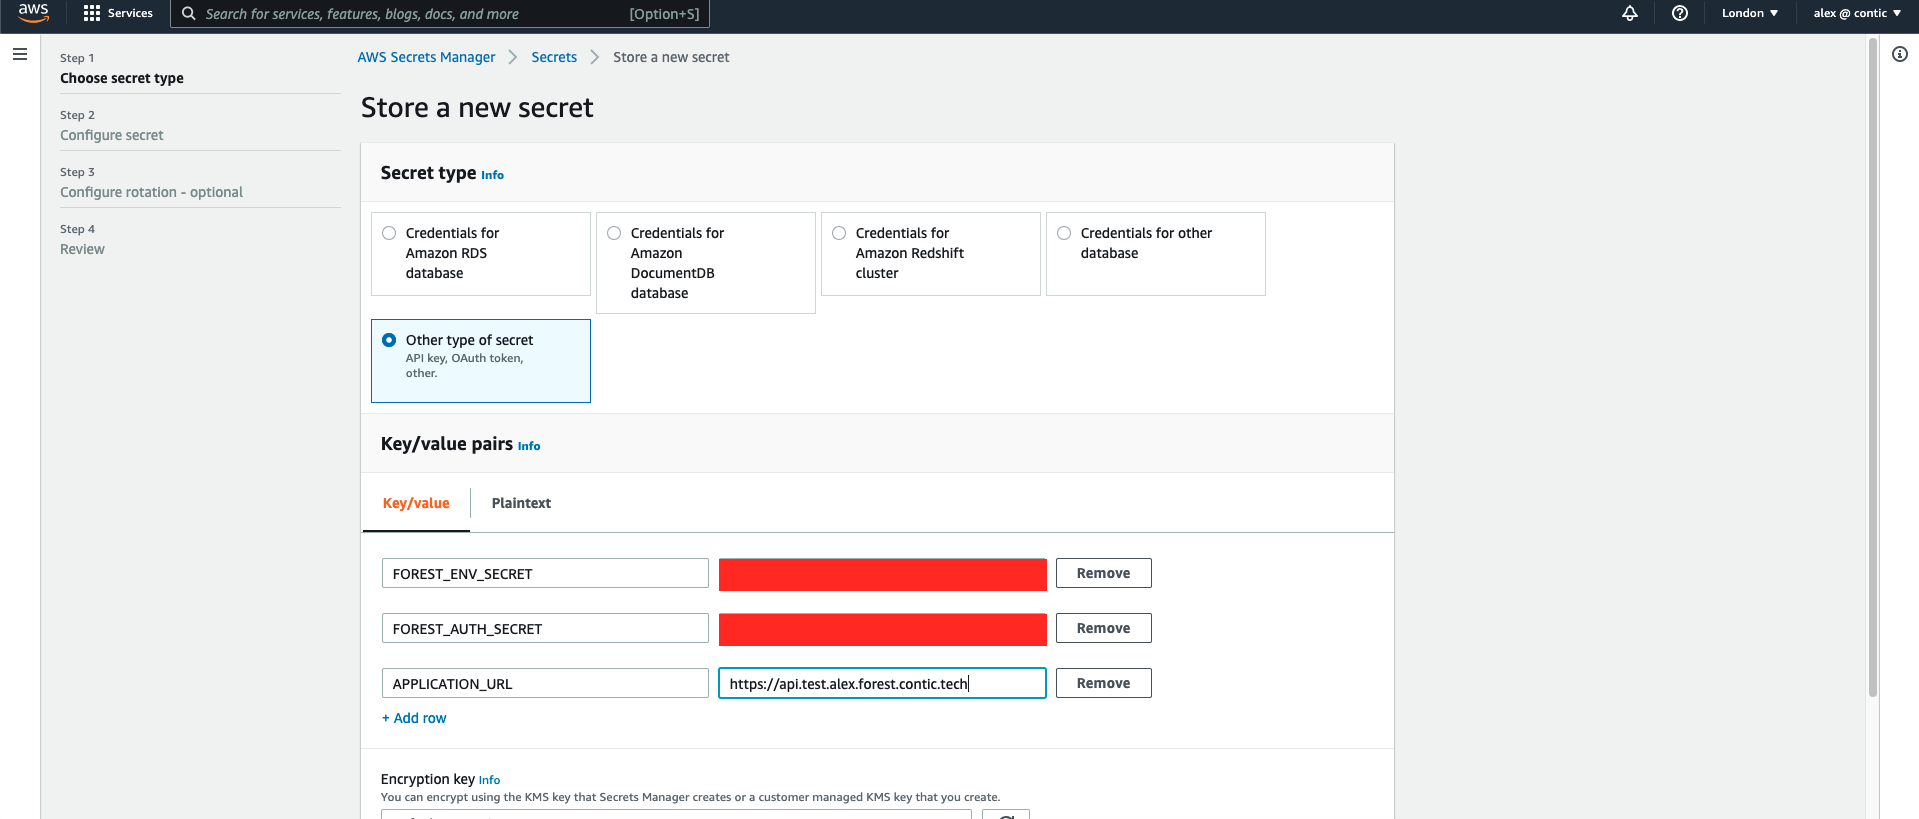 aws
Services
Search for services, features, blogs, docs, and more
[Option+S]
London
alex @ contic
Step 1
Choose secret type
Step 2
Configure secret
Step 3
Configure rotation - optional
Step 4
Review
AWS Secrets Manager
Secrets
Store a new secret
Store a new secret
Secret type Info
Credentials for
Amazon RDS
database
Credentials for
Amazon
DocumentDB
database
Credentials for
Amazon Redshift
cluster
Credentials for other
database
Other type of secret
API key, OAuth token,
other.
Key/value pairs Info
Key/value
Plaintext
FOREST_ENV_SECRET
Remove
FOREST_AUTH_SECRET
Remove
APPLICATION_URL
https://api.test.alex.forest.contic.tech
Remove
+ Add row
Encryption key Info
You can encrypt using the KMS key that Secrets Manager creates or a customer managed KMS key that you create.